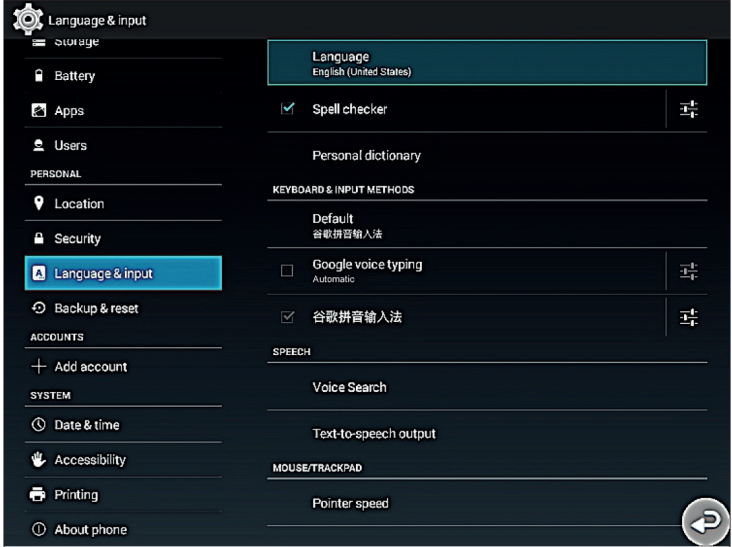 Language & input
Storage
Battery
Apps
Users
PERSONAL
Location
Security
A Language & input
Backup & reset
ACCOUNTS
Add account
SYSTEM
Date & time
Accessibility
Printing
About phone
Language
English (United States)
Spell checker
Personal dictionary
KEYBOARD & INPUT METHODS
Default
谷歌拼音输入法
Google voice typing
Automatic
谷歌拼音输入法
SPEECH
Voice Search
Text-to-speech output
MOUSE/TRACKPAD
Pointer speed